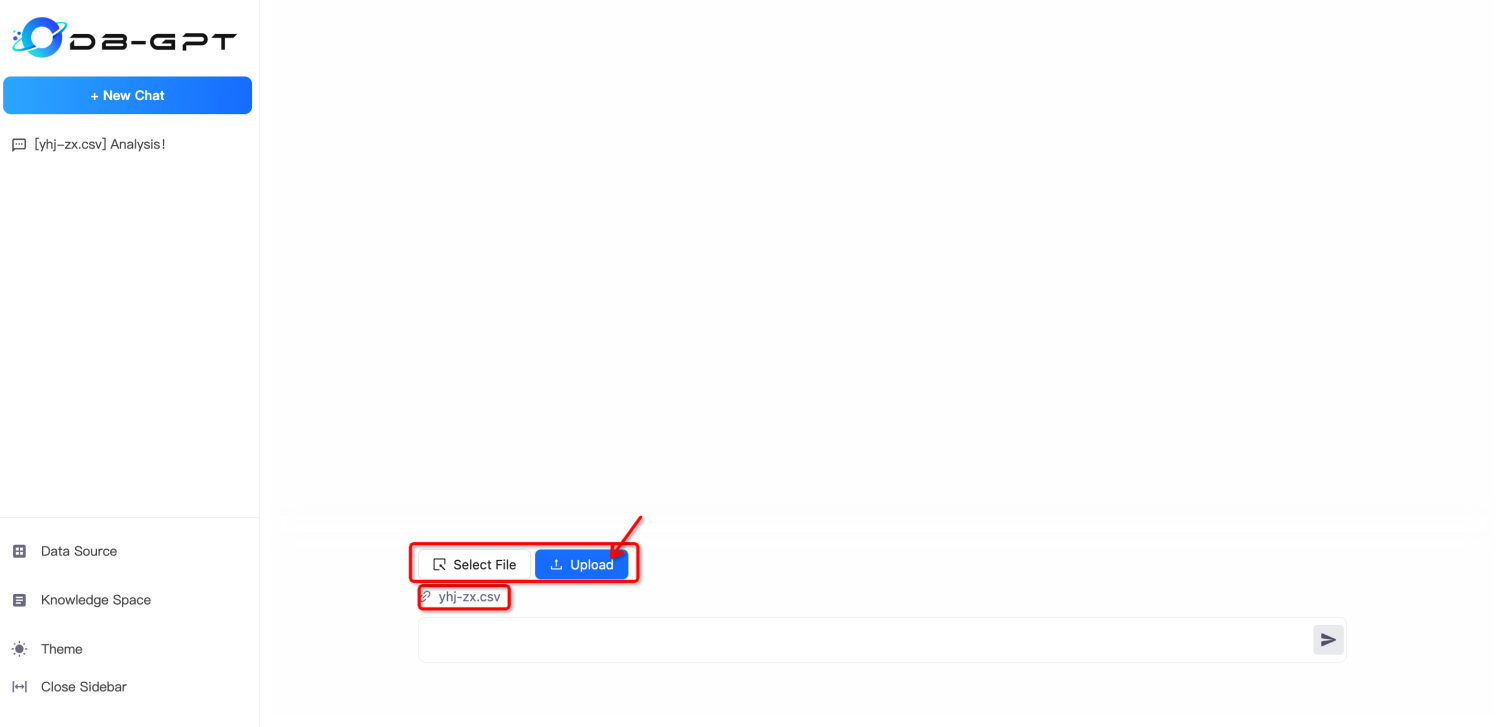 DB-GPT
+ New Chat
[yhj-zx.csv] Analysis!
Data Source
Knowledge Space
Theme
Close Sidebar
Select File
Upload
yhj-zx.csv